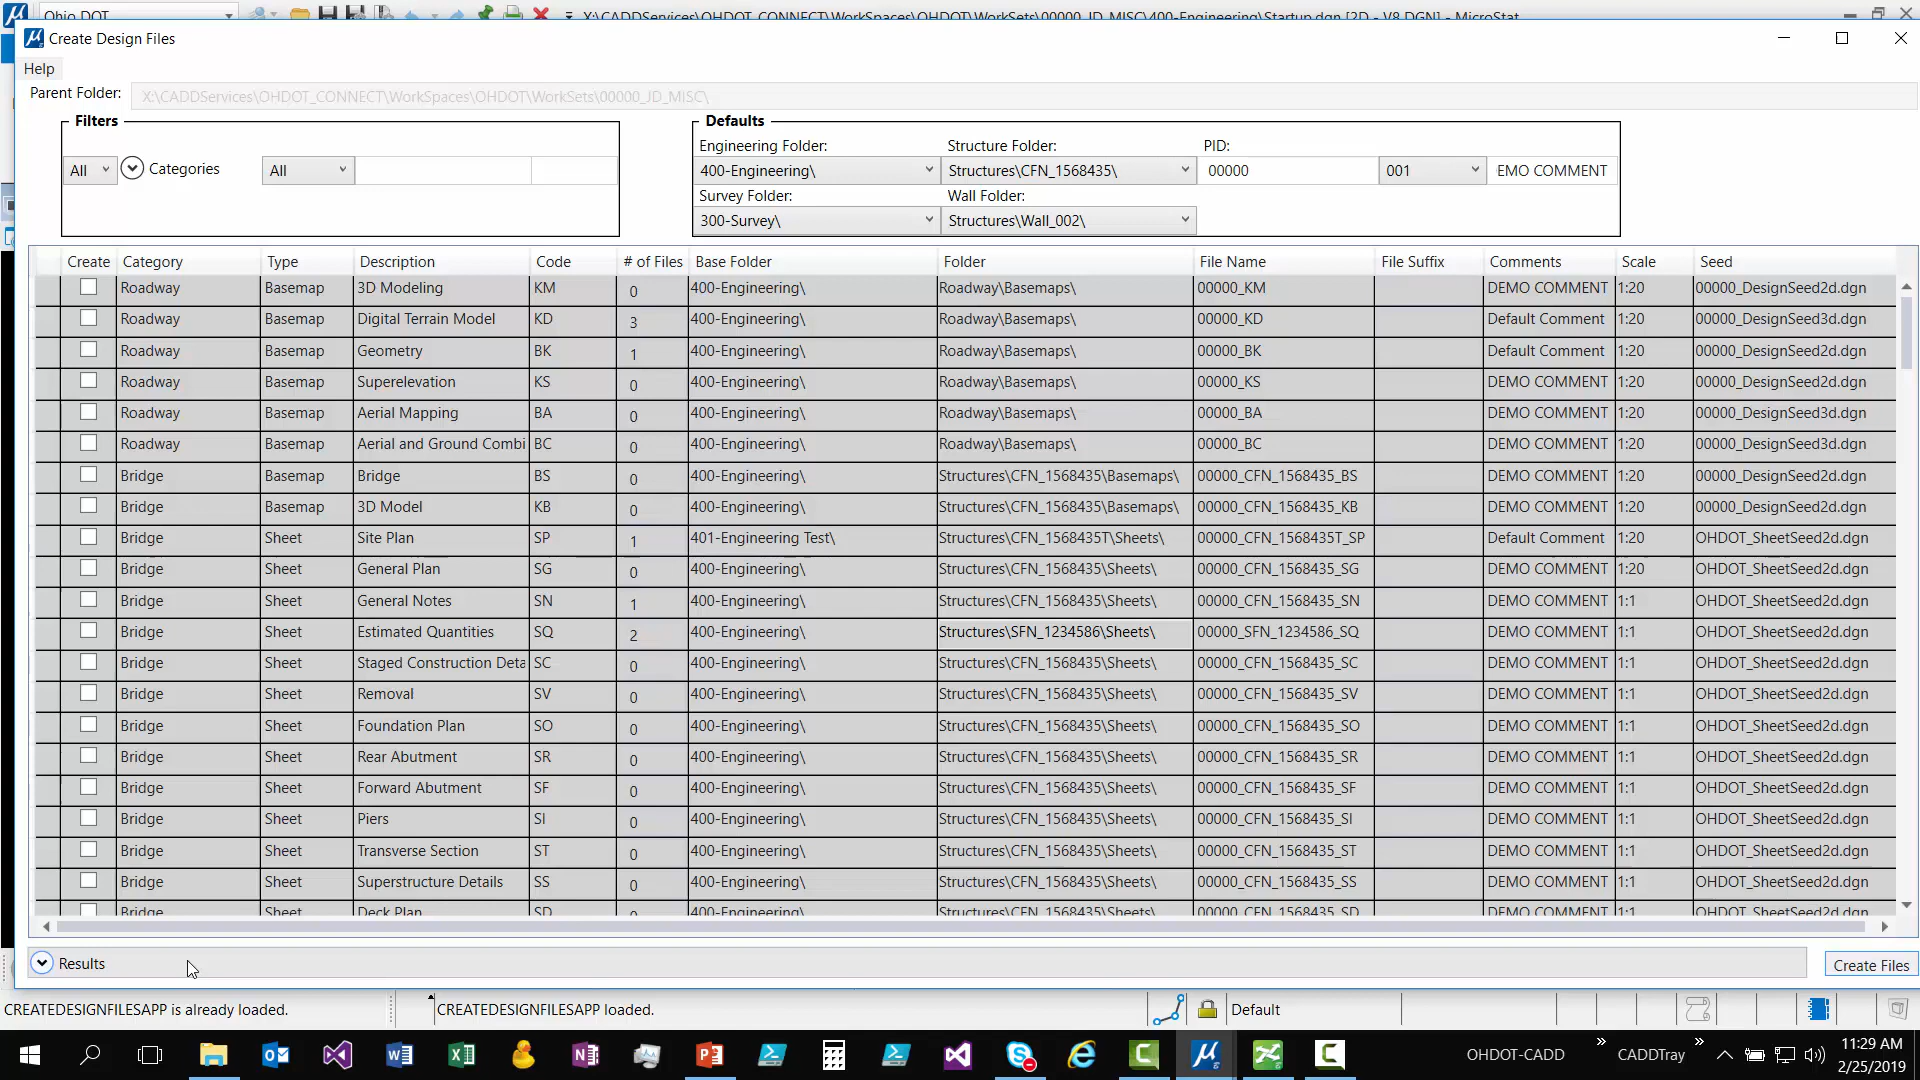 Ohio DOT X:\CADDServices\OHDOT_CONNECT\WorkSpaces\OHDOT\WorkSets\00000_JD_MISC\400-Engineering\Startup.dgn [2D - V8 DGN] - MicroStat
Create Design Files
Help
Parent Folder: X:\CADDServices\OHDOT_CONNECT\WorkSpaces\OHDOT\WorkSets\00000_JD_MISC\
Filters Defaults
Engineering Folder: Structure Folder: PID:
All Categories All 400-Engineering\ Structures\CFN_1568435\ 00000 001 EMO COMMENT
Survey Folder: Wall Folder:
300-Survey\ Structures\Wall_002\
Create Category Type Description Code # of Files Base Folder Folder File Name File Suffix Comments Scale Seed
Roadway Basemap 3D Modeling KM 0 400-Engineering\ Roadway\Basemaps\ 00000_KM DEMO COMMENT 1:20 00000_DesignSeed2d.dgn
Roadway Basemap Digital Terrain Model KD 3 400-Engineering\ Roadway\Basemaps\ 00000_KD Default Comment 1:20 00000_DesignSeed3d.dgn
Roadway Basemap Geometry BK 1 400-Engineering\ Roadway\Basemaps\ 00000_BK Default Comment 1:20 00000_DesignSeed2d.dgn
Roadway Basemap Superelevation KS 0 400-Engineering\ Roadway\Basemaps\ 00000_KS DEMO COMMENT 1:20 00000_DesignSeed2d.dgn
Roadway Basemap Aerial Mapping BA 0 400-Engineering\ Roadway\Basemaps\ 00000_BA DEMO COMMENT 1:20 00000_DesignSeed3d.dgn
Roadway Basemap Aerial and Ground Combi BC 0 400-Engineering\ Roadway\Basemaps\ 00000_BC DEMO COMMENT 1:20 00000_DesignSeed3d.dgn
Bridge Basemap Bridge BS 0 400-Engineering\ Structures\CFN_1568435\Basemaps\ 00000_CFN_1568435_BS DEMO COMMENT 1:20 00000_DesignSeed2d.dgn
Bridge Basemap 3D Model KB 0 400-Engineering\ Structures\CFN_1568435\Basemaps\ 00000_CFN_1568435_KB DEMO COMMENT 1:20 00000_DesignSeed2d.dgn
Bridge Sheet Site Plan SP 1 401-Engineering Test\ Structures\CFN_1568435T\Sheets\ 00000_CFN_1568435T_SP Default Comment 1:20 OHDOT_SheetSeed2d.dgn
Bridge Sheet General Plan SG 0 400-Engineering\ Structures\CFN_1568435\Sheets\ 00000_CFN_1568435_SG DEMO COMMENT 1:20 OHDOT_SheetSeed2d.dgn
Bridge Sheet General Notes SN 1 400-Engineering\ Structures\CFN_1568435\Sheets\ 00000_CFN_1568435_SN DEMO COMMENT 1:1 OHDOT_SheetSeed2d.dgn
Bridge Sheet Estimated Quantities SQ 2 400-Engineering\ Structures\SFN_1234586\Sheets\ 00000_SFN_1234586_SQ DEMO COMMENT 1:1 OHDOT_SheetSeed2d.dgn
Bridge Sheet Staged Construction Deta SC 0 400-Engineering\ Structures\CFN_1568435\Sheets\ 00000_CFN_1568435_SC DEMO COMMENT 1:1 OHDOT_SheetSeed2d.dgn
Bridge Sheet Removal SV 0 400-Engineering\ Structures\CFN_1568435\Sheets\ 00000_CFN_1568435_SV DEMO COMMENT 1:1 OHDOT_SheetSeed2d.dgn
Bridge Sheet Foundation Plan SO 0 400-Engineering\ Structures\CFN_1568435\Sheets\ 00000_CFN_1568435_SO DEMO COMMENT 1:1 OHDOT_SheetSeed2d.dgn
Bridge Sheet Rear Abutment SR 0 400-Engineering\ Structures\CFN_1568435\Sheets\ 00000_CFN_1568435_SR DEMO COMMENT 1:1 OHDOT_SheetSeed2d.dgn
Bridge Sheet Forward Abutment SF 0 400-Engineering\ Structures\CFN_1568435\Sheets\ 00000_CFN_1568435_SF DEMO COMMENT 1:1 OHDOT_SheetSeed2d.dgn
Bridge Sheet Piers SI 0 400-Engineering\ Structures\CFN_1568435\Sheets\ 00000_CFN_1568435_SI DEMO COMMENT 1:1 OHDOT_SheetSeed2d.dgn
Bridge Sheet Transverse Section ST 0 400-Engineering\ Structures\CFN_1568435\Sheets\ 00000_CFN_1568435_ST DEMO COMMENT 1:1 OHDOT_SheetSeed2d.dgn
Bridge Sheet Superstructure Details SS 0 400-Engineering\ Structures\CFN_1568435\Sheets\ 00000_CFN_1568435_SS DEMO COMMENT 1:1 OHDOT_SheetSeed2d.dgn
Bridge Sheet Deck Plan SD 0 400-Engineering\ Structures\CFN_1568435\Sheets\ 00000_CFN_1568435_SD DEMO COMMENT 1:1 OHDOT_SheetSeed2d.dgn
Results Create Files
CREATEDESIGNFILESAPP is already loaded. CREATEDESIGNFILESAPP loaded. Default
OHDOT-CADD » CADDTray » 11:29 AM
2/25/2019